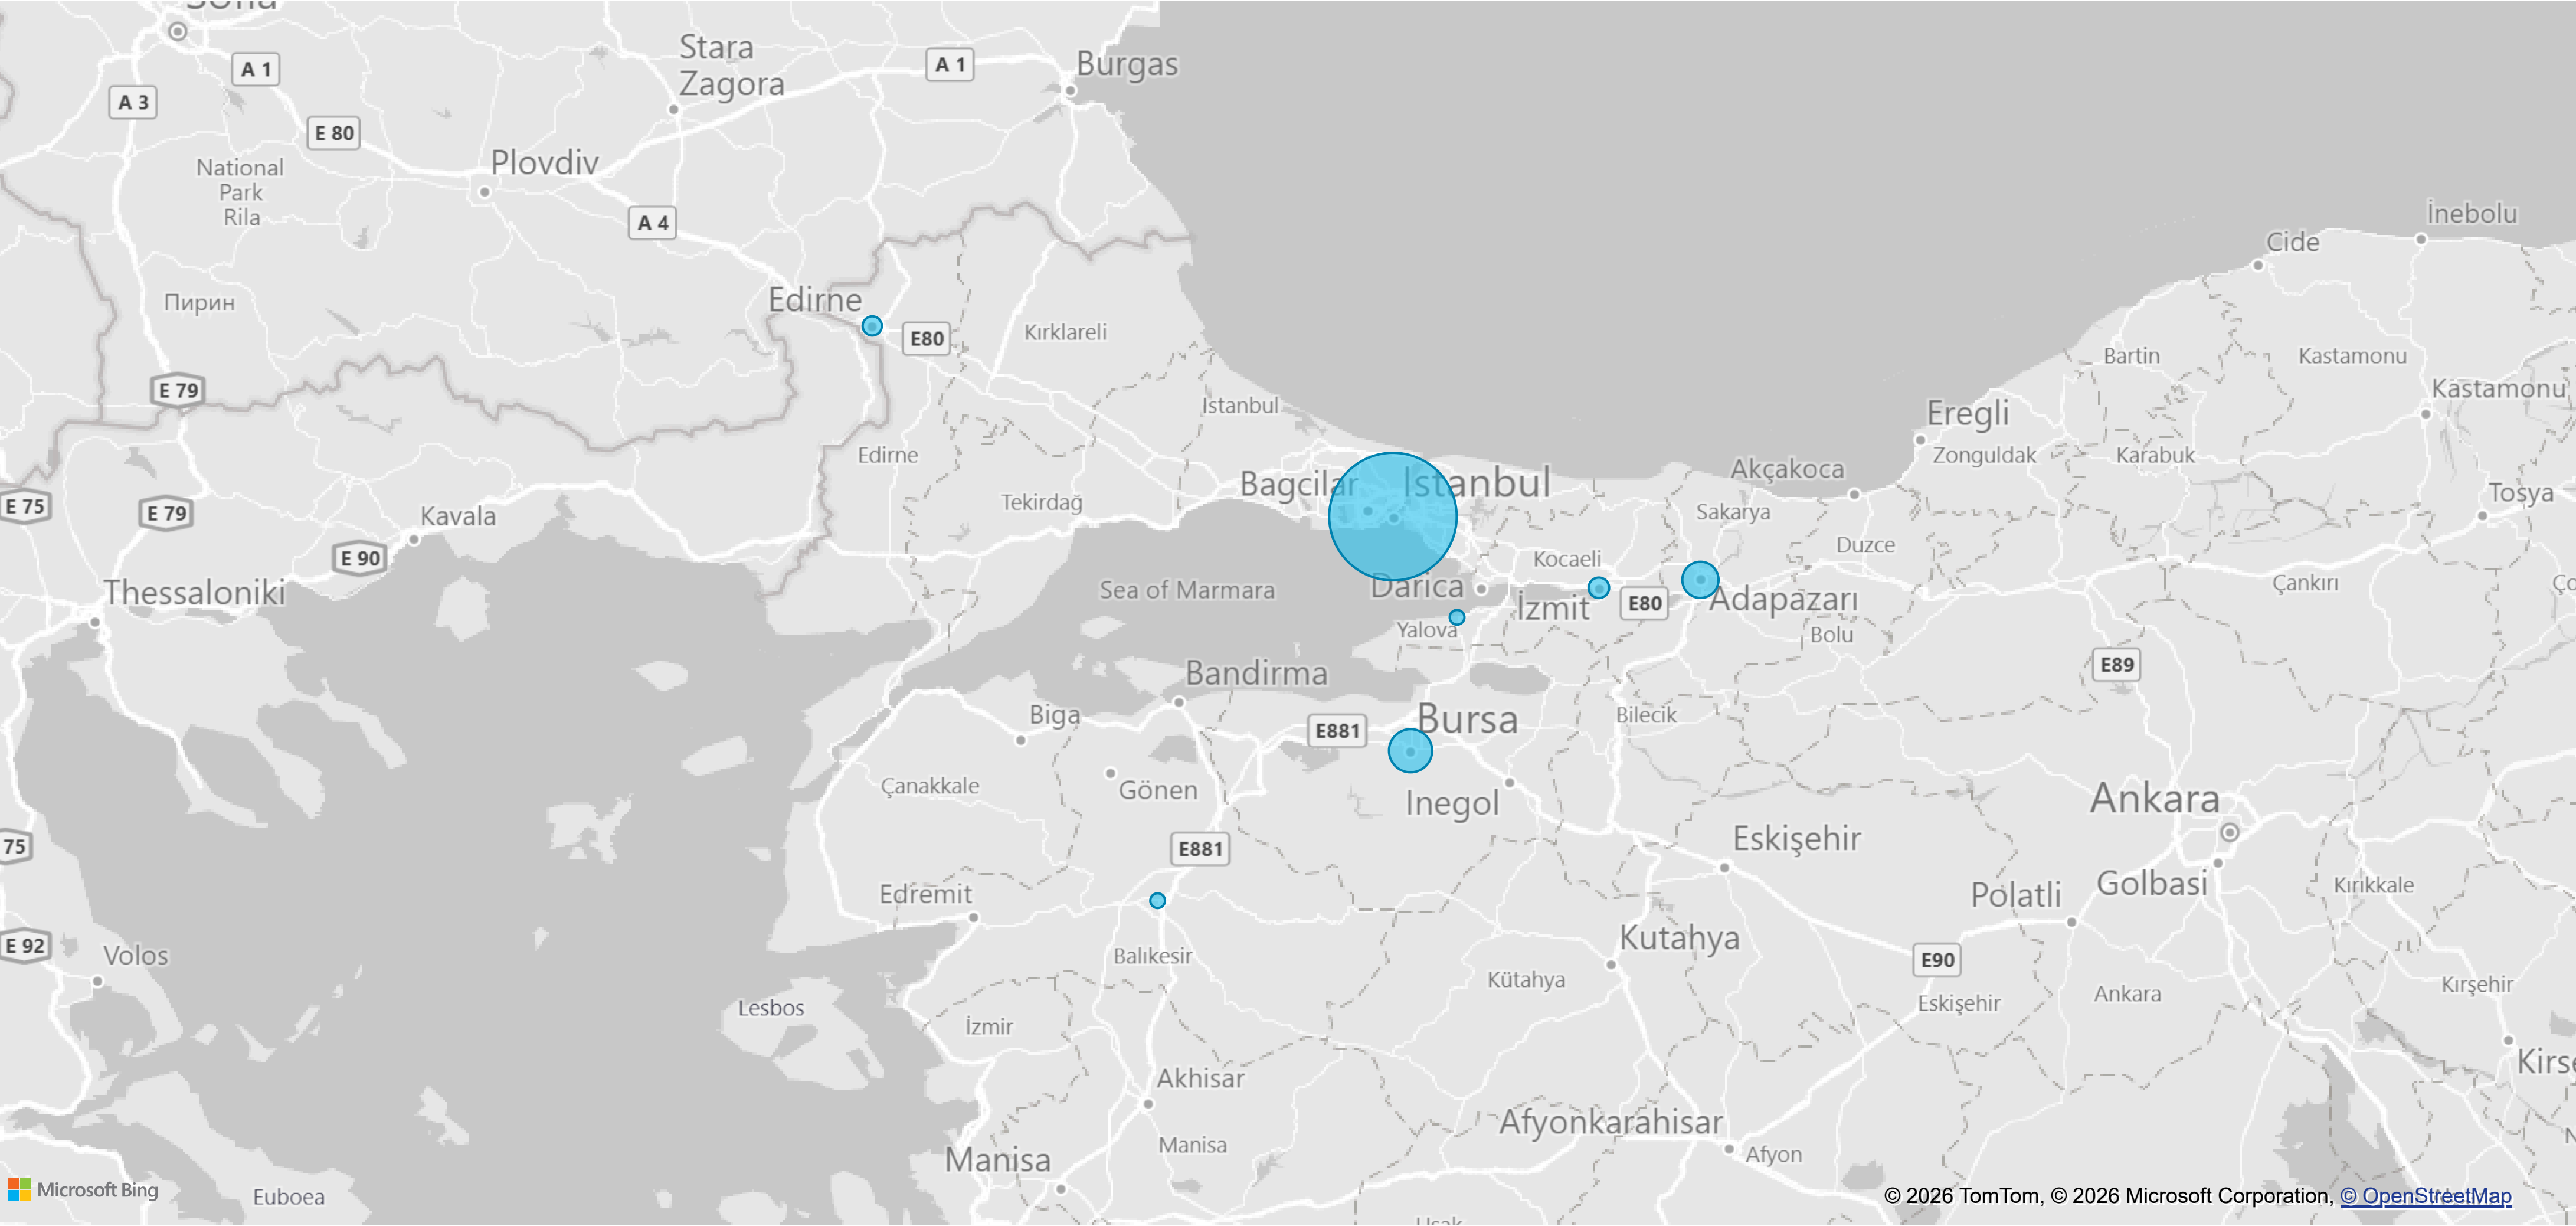 Sofia
Stara
Zagora
A 1
Burgas
A 1
A 3
E 80
National
Park
Rila
Plovdiv
A 4
İnebolu
Cide
Пирин
Edirne
E80
Kırklareli
Bartin
Kastamonu
Kastamonu
E 79
Istanbul
Eregli
Zonguldak
Karabuk
Edirne
Akçakoca
Bagcilar
Istanbul
Tosya
E 75
E 79
Kavala
Tekirdağ
Sakarya
Duzce
E 90
Kocaeli
Thessaloniki
Sea of Marmara
Darica
İzmit
E80
Adapazarı
Çankırı
Yalova
Bolu
E89
Bandirma
Biga
E881
Bursa
Bilecik
Çanakkale
Gönen
Inegol
Ankara
75
E881
Eskişehir
Edremit
Polatli
Golbasi
Kırıkkale
E 92
Volos
Balıkesir
Kutahya
E90
Kütahya
Eskişehir
Ankara
Kırşehir
Lesbos
İzmir
Akhisar
Afyonkarahisar
Manisa
Manisa
Afyon
Microsoft Bing
Euboea
© 2026 TomTom, © 2026 Microsoft Corporation, © OpenStreetMap